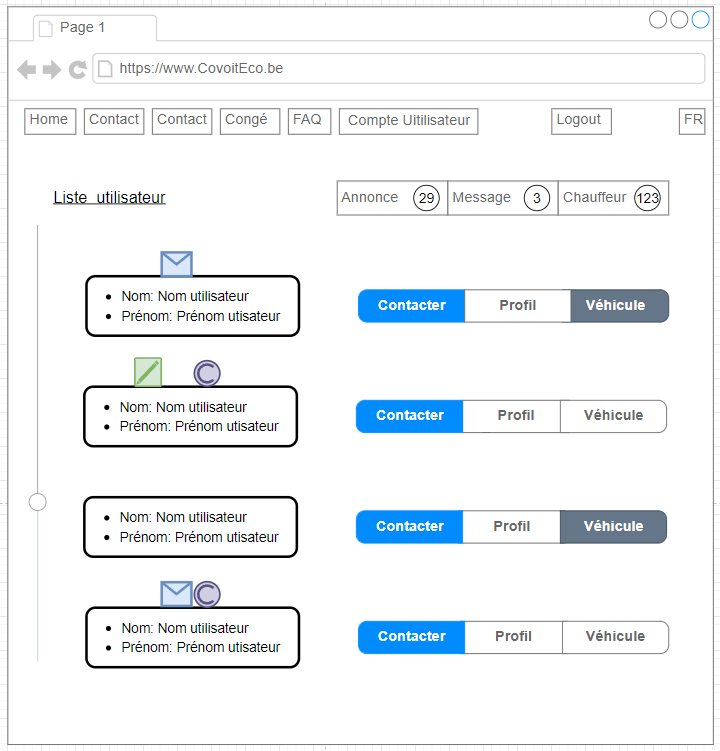 Page 1
https://www.CovoitEco.be
Home Contact Contact Congé FAQ Compte Uitilisateur Logout FR
Liste utilisateur
Annonce 29 Message 3 Chauffeur 123
Nom: Nom utilisateur
Prénom: Prénom utisateur
Contacter Profil Véhicule
C
Nom: Nom utilisateur
Prénom: Prénom utisateur
Contacter Profil Véhicule
Nom: Nom utilisateur
Prénom: Prénom utisateur
Contacter Profil Véhicule
C
Nom: Nom utilisateur
Prénom: Prénom utisateur
Contacter Profil Véhicule